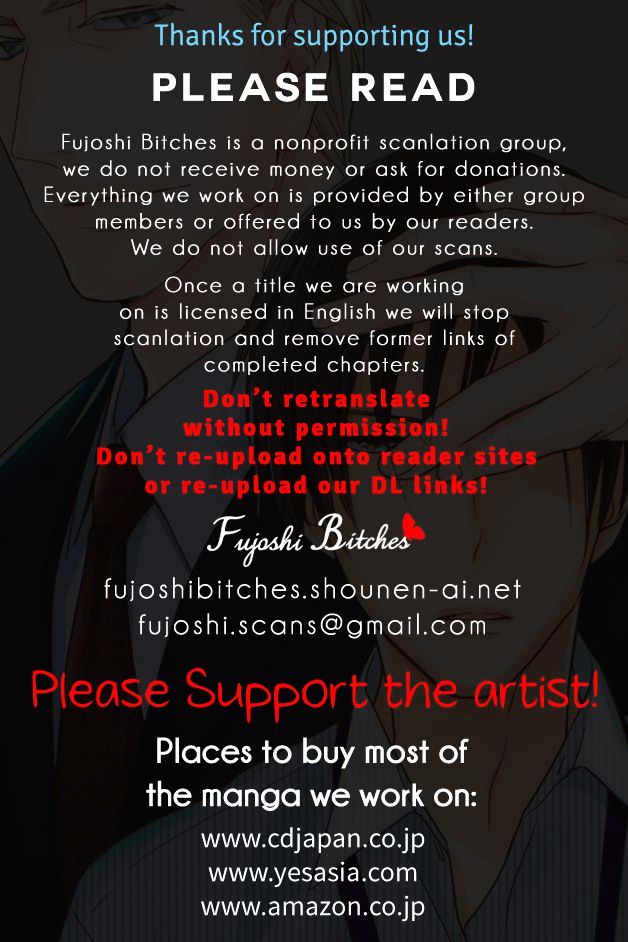 Thanks for supporting us!
PLEASE READ
Fujoshi Bitches is a nonprofit scanlation group,
we do not receive money or ask for donations.
Everything we work on is provided by either group
members or offered to us by our readers.
We do not allow use of our scans.
Once a title we are working
on is licensed in English we will stop
scanlation and remove former links of
completed chapters.
Don't retranslate
without permission!
Don't re-upload onto reader sites
or re-upload our DL links!
Fujoshi Bitches
fujoshibitches.shounen-ai.net
fujoshi.scans@gmail.com
Please Support the artist!
Places to buy most of
the manga we work on:
www.cdjapan.co.jp
www.yesasia.com
www.amazon.co.jp